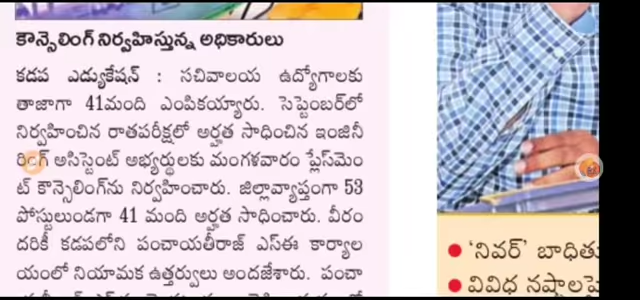 కౌన్సెలింగ్ నిర్వహిస్తున్న అధికారులు
కడప ఎడ్యుకేషన్ : సచివాలయ ఉద్యోగాలకు
తాజాగా 41మంది ఎంపికయ్యారు. సెప్టెంబర్‌లో
నిర్వహించిన రాతపరీక్షలో అర్హత సాధించిన ఇంజినీ
రింగ్ అసిస్టెంట్ అభ్యర్థులకు మంగళవారం ప్లేస్‌మెం
ట్ కౌన్సెలింగ్‌ను నిర్వహించారు. జిల్లావ్యాప్తంగా 53
పోస్టులుండగా 41 మంది అర్హత సాధించారు. వీరం
దరికీ కడపలోని పంచాయతీరాజ్ ఎస్ఈ కార్యాల
యంలో నియామక ఉత్తర్వులు అందజేశారు. పంచా
• 'నివర్' బాధితు
• వివిధ నష్టాలపై